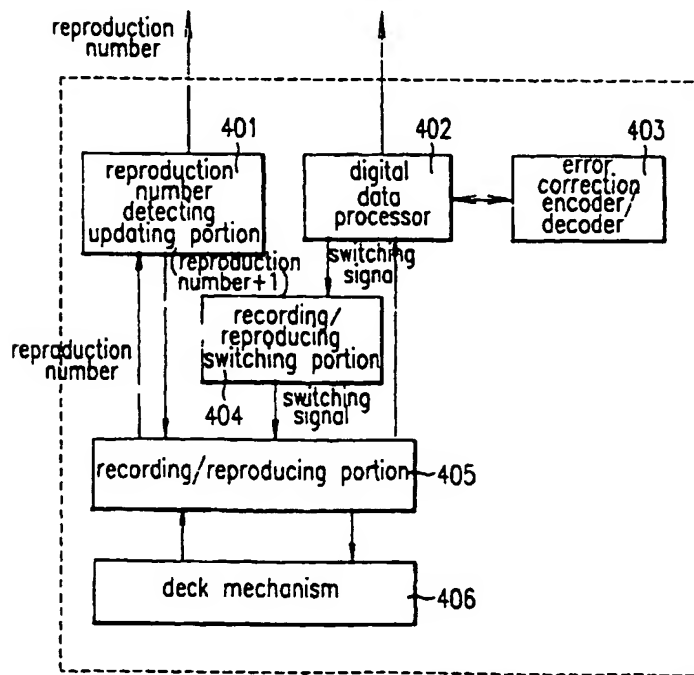 reproduction
number
401
402
403
reproduction
number
detecting
updating portion
digital
data
processor
error
correction
encoder/
decoder
(reproduction
number+1)
switching
signal
recording/
reproducing
switching portion
reproduction
number
404
switching
signal
recording/reproducing portion
405
deck mechanism
406